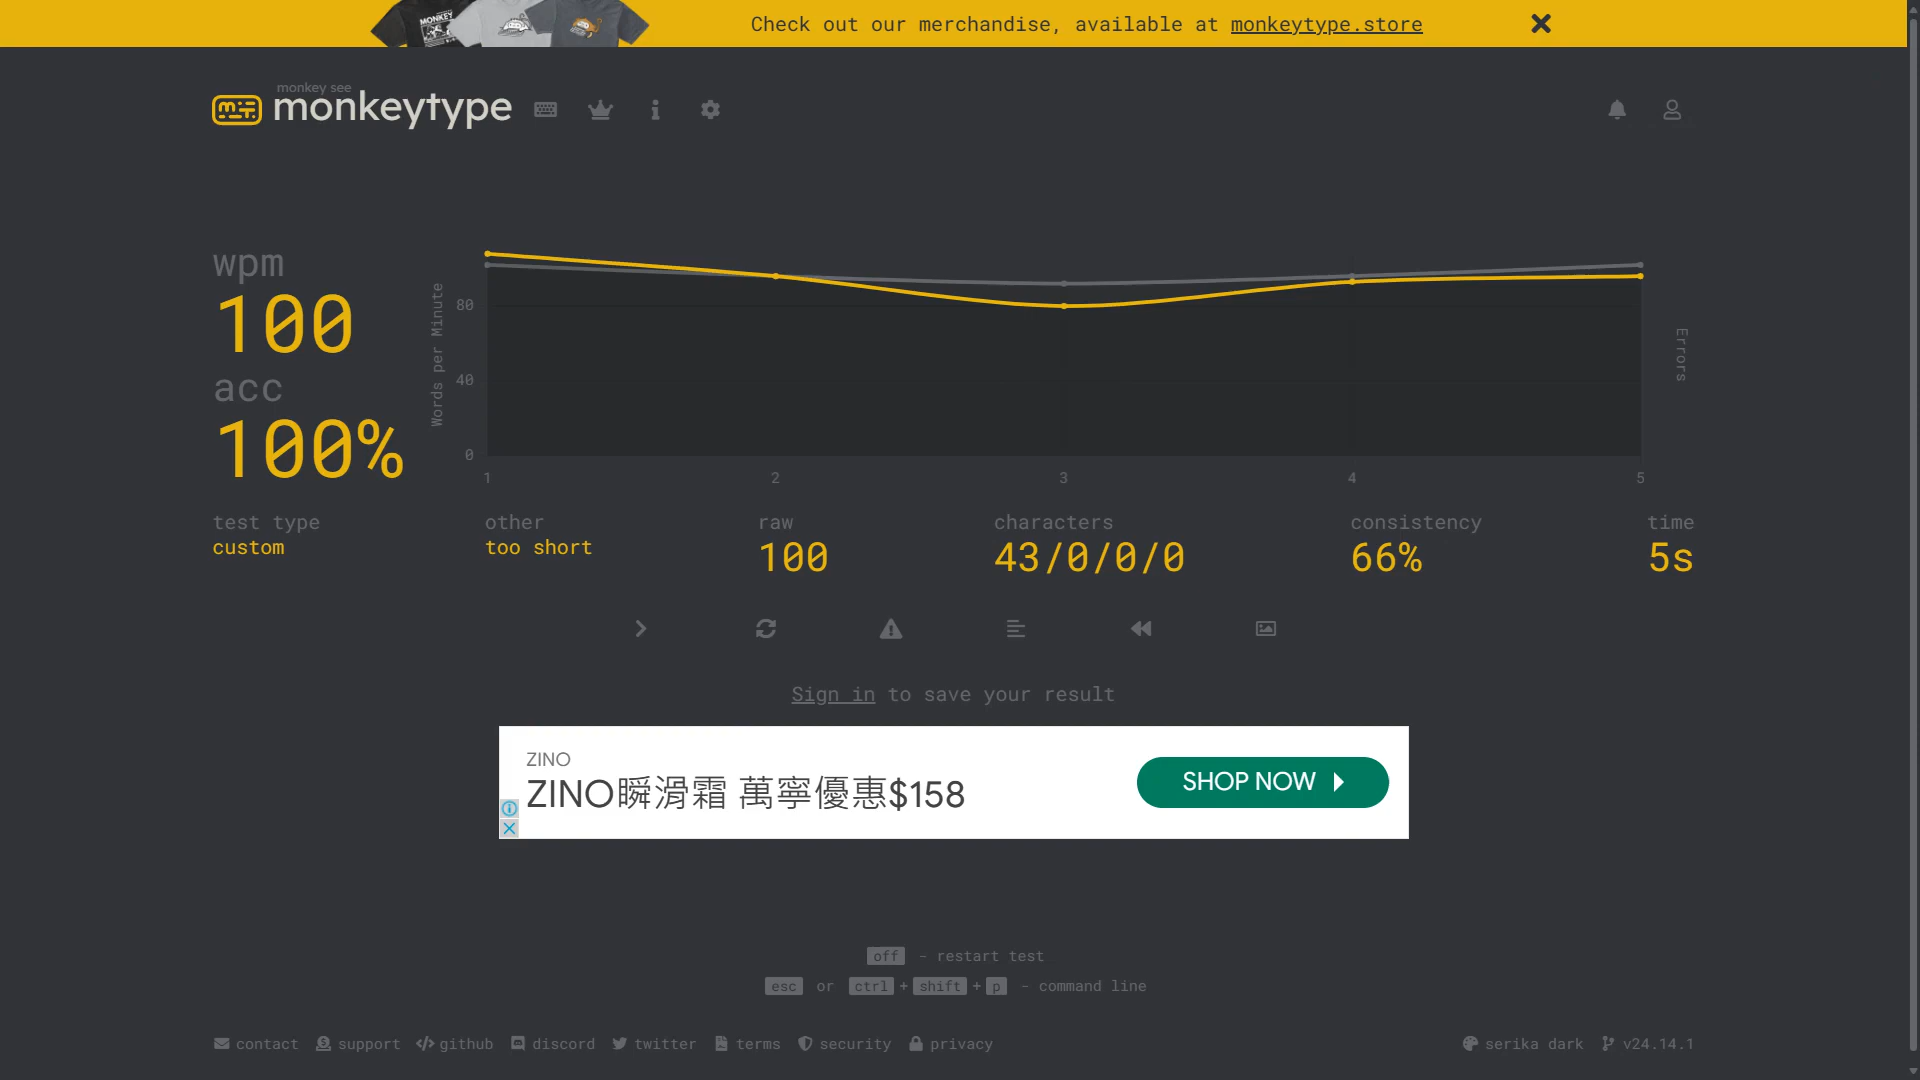 Check out our merchandise, available at monkeytype.store
MONKEY
monkey see
monkeytype
wpm
100
acc
100%
Words per Minute
80
40
0
1 2 3 4 5
Errors
test type
custom
other
too short
raw
100
characters
43/0/0/0
consistency
66%
time
5s
Sign in to save your result
ZINO
ZINO瞬滑霜 萬寧優惠$158
SHOP NOW
off - restart test
esc or ctrl + shift + p - command line
contact support github discord twitter terms security privacy
serika dark v24.14.1